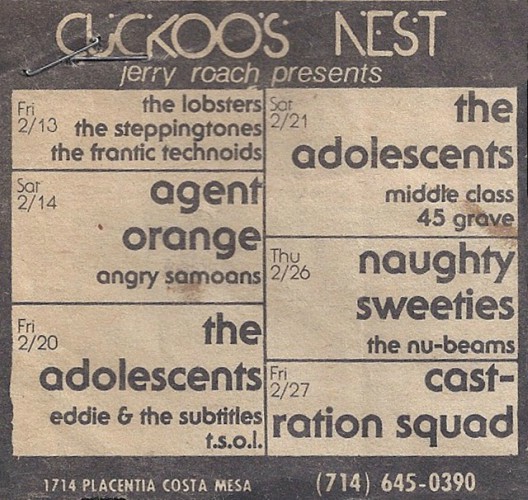 CUCKOO'S NEST
jerry roach presents
Fri
2/13
the lobsters
the steppingtones
the frantic technoids
Sat
2/14
agent
orange
angry samoans
Fri
2/20
the
adolescents
eddie & the subtitles
t.s.o.l.
Sat
2/21
the
adolescents
middle class
45 grave
Thu
2/26
naughty
sweeties
the nu-beams
Fri
2/27
cast-
ration squad
1714 PLACENTIA COSTA MESA
(714) 645-0390